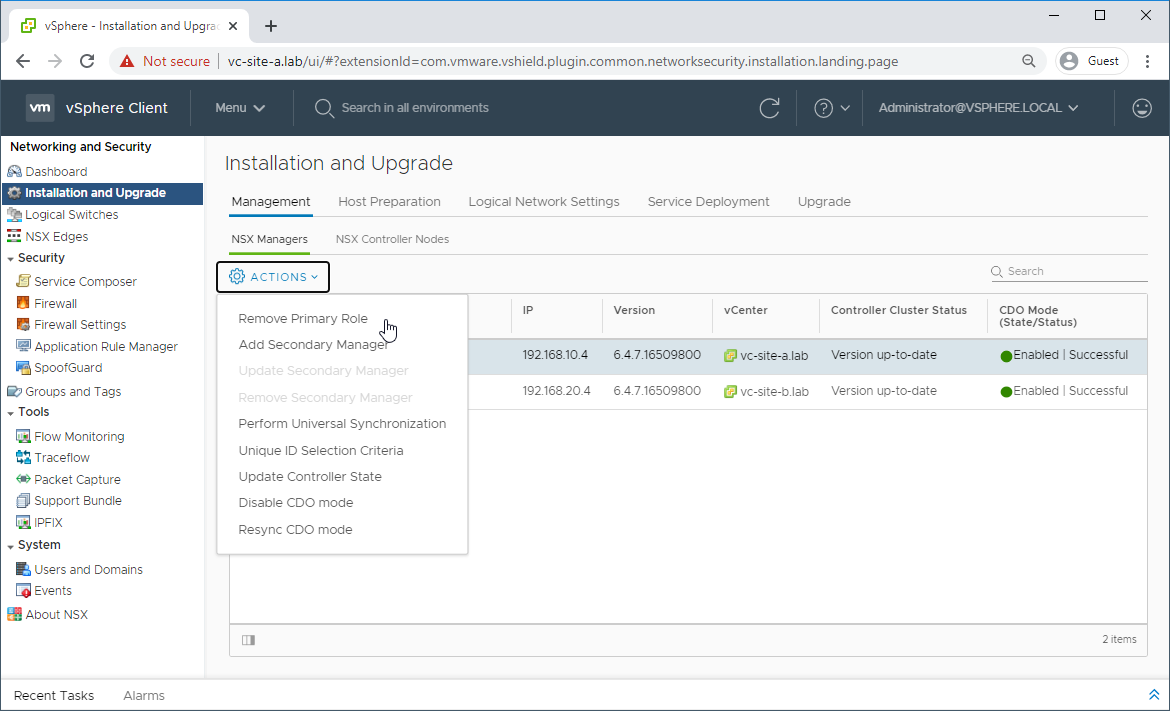 vSphere - Installation and Upgra
Not secure
vc-site-a.lab/ui/#?extensionId=com.vmware.vshield.plugin.common.networksecurity.installation.landing.page
Guest
vm
vSphere Client
Menu
Search in all environments
Administrator@VSPHERE.LOCAL
Networking and Security
Dashboard
Installation and Upgrade
Logical Switches
NSX Edges
Security
Service Composer
Firewall
Firewall Settings
Application Rule Manager
SpoofGuard
Groups and Tags
Tools
Flow Monitoring
Traceflow
Packet Capture
Support Bundle
IPFIX
System
Users and Domains
Events
About NSX
Installation and Upgrade
Management
Host Preparation
Logical Network Settings
Service Deployment
Upgrade
NSX Managers
NSX Controller Nodes
ACTIONS
Search
Remove Primary Role
Add Secondary Manager
Update Secondary Manager
Remove Secondary Manager
Perform Universal Synchronization
Unique ID Selection Criteria
Update Controller State
Disable CDO mode
Resync CDO mode
IP
Version
vCenter
Controller Cluster Status
CDO Mode
(State/Status)
192.168.10.4
6.4.7.16509800
vc-site-a.lab
Version up-to-date
Enabled | Successful
192.168.20.4
6.4.7.16509800
vc-site-b.lab
Version up-to-date
Enabled | Successful
2 items
Recent Tasks
Alarms